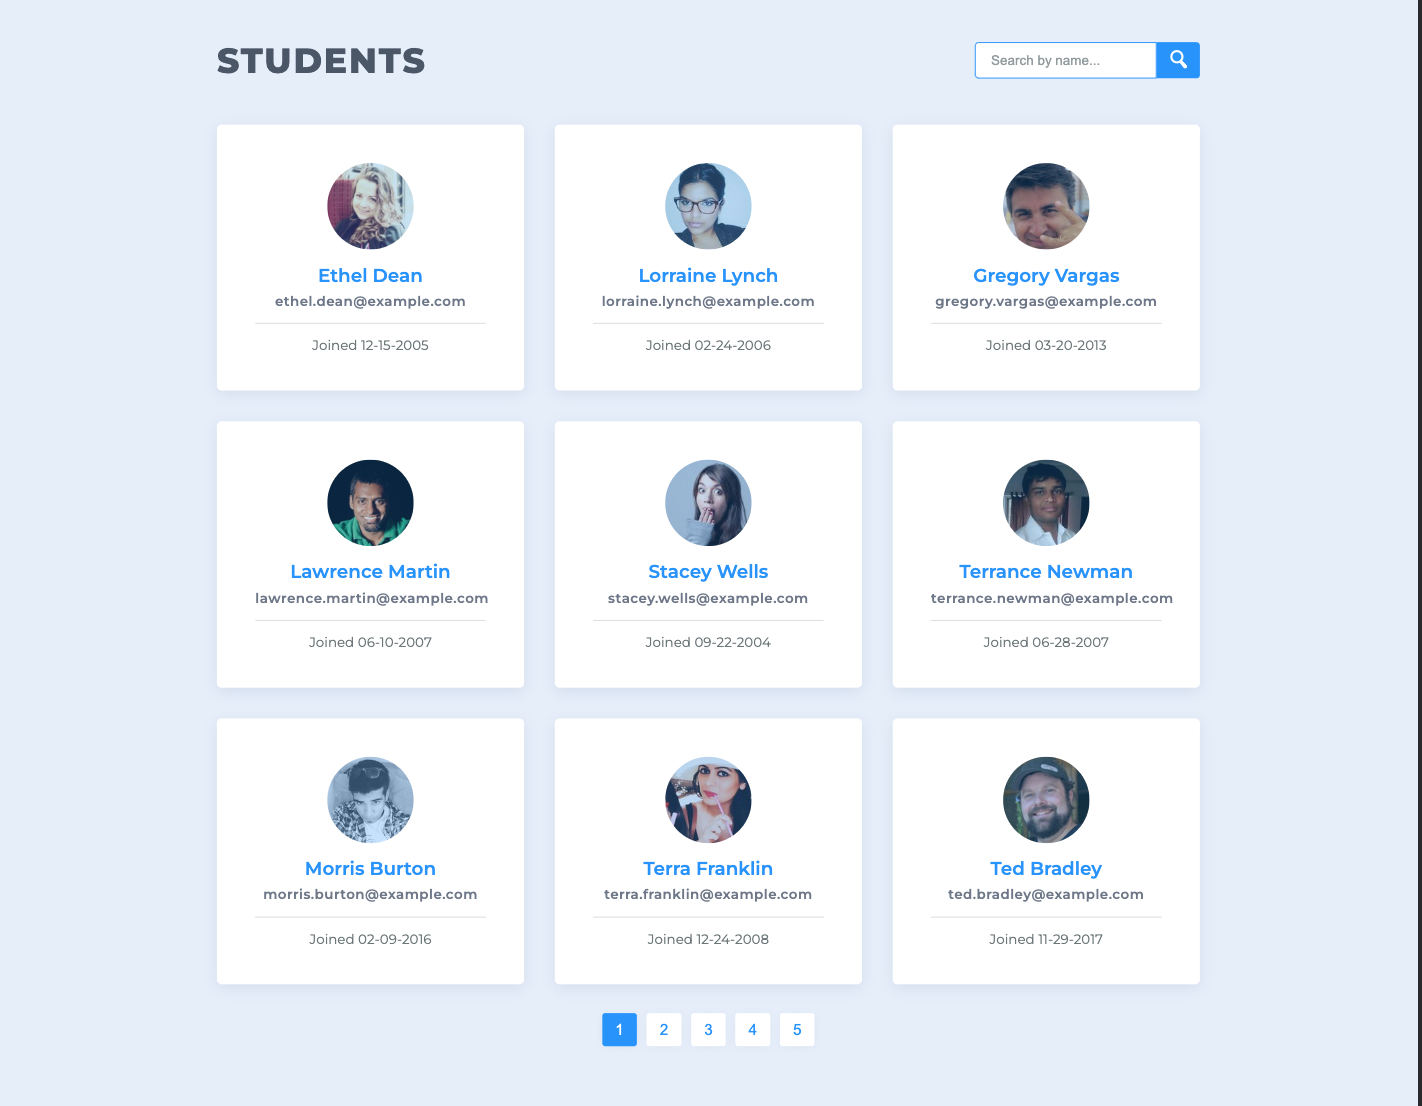 STUDENTS
Search by name...
Ethel Dean
ethel.dean@example.com
Joined 12-15-2005
Lorraine Lynch
lorraine.lynch@example.com
Joined 02-24-2006
Gregory Vargas
gregory.vargas@example.com
Joined 03-20-2013
Lawrence Martin
lawrence.martin@example.com
Joined 06-10-2007
Stacey Wells
stacey.wells@example.com
Joined 09-22-2004
Terrance Newman
terrance.newman@example.com
Joined 06-28-2007
Morris Burton
morris.burton@example.com
Joined 02-09-2016
Terra Franklin
terra.franklin@example.com
Joined 12-24-2008
Ted Bradley
ted.bradley@example.com
Joined 11-29-2017
1 2 3 4 5